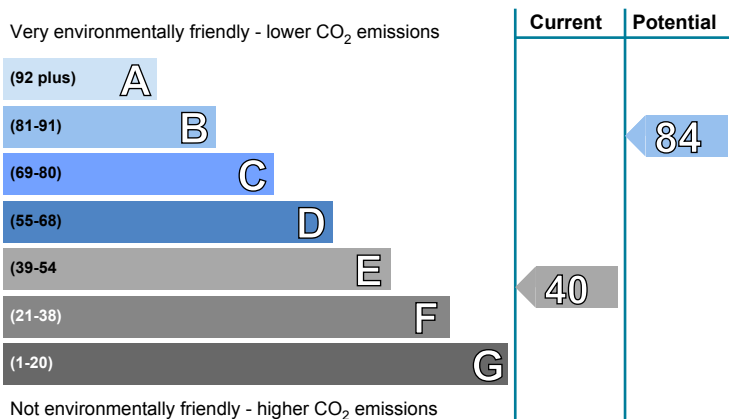 Current Potential
Very environmentally friendly - lower CO2 emissions
(92 plus) A
(81-91) B
84
(69-80) C
(55-68) D
(39-54 E
40
(21-38) F
(1-20) G
Not environmentally friendly - higher CO2 emissions